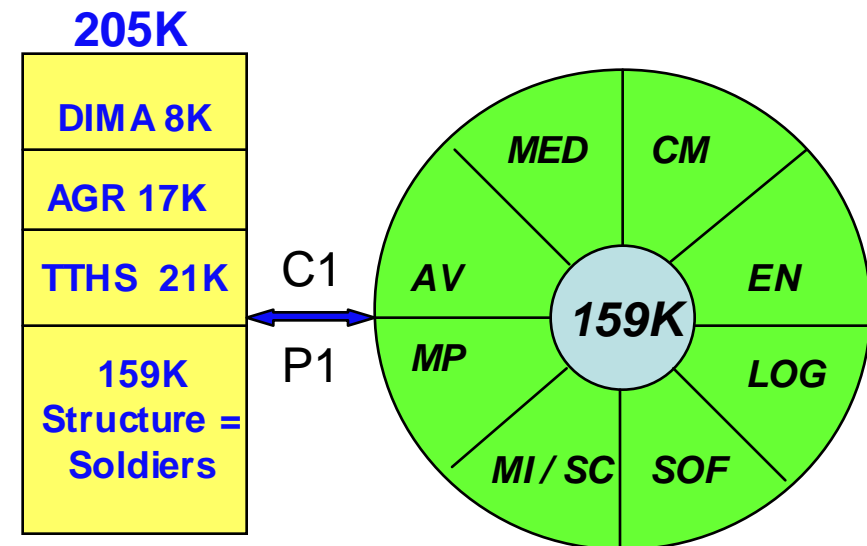 205K
DIMA 8K
AGR 17K
TTHS 21K
159K
Structure =
Soldiers
C1
P1
MED
CM
AV
EN
159K
MP
LOG
MI / SC
SOF